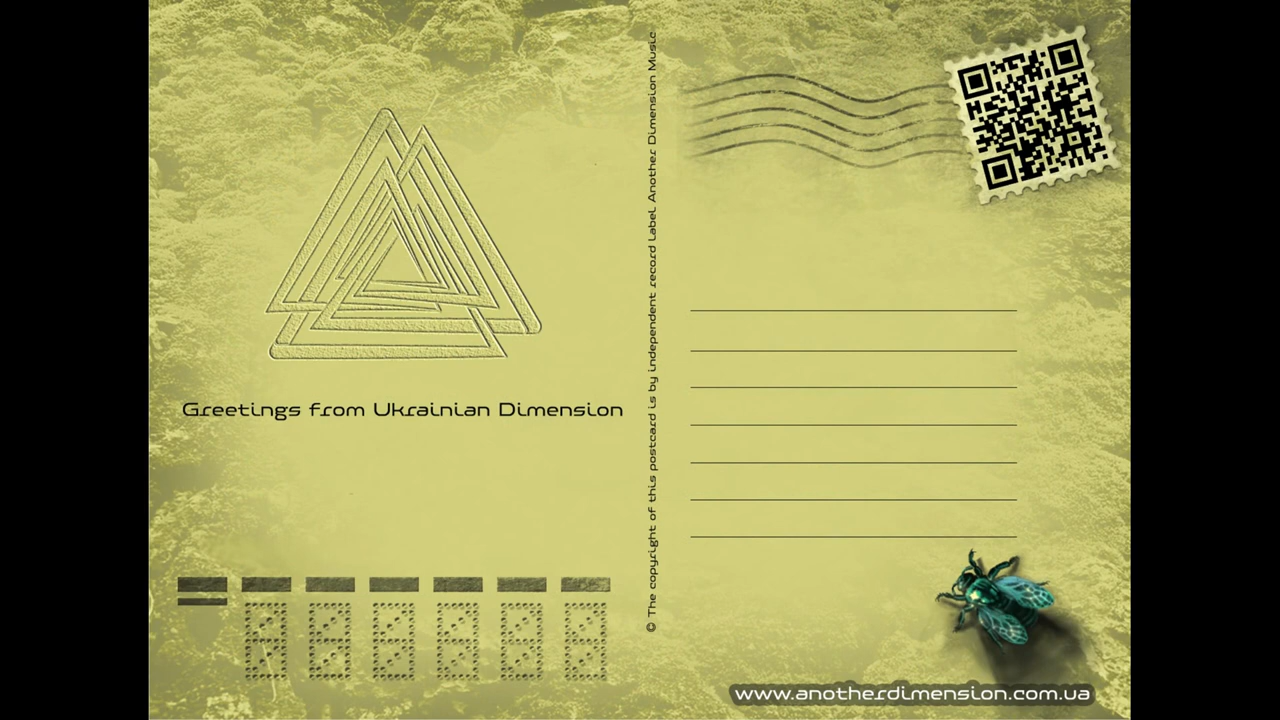 Greetings from Ukrainian Dimension
© The copyright of this postcard is by independent record label Another Dimension Music
www.anotherdimension.com.ua